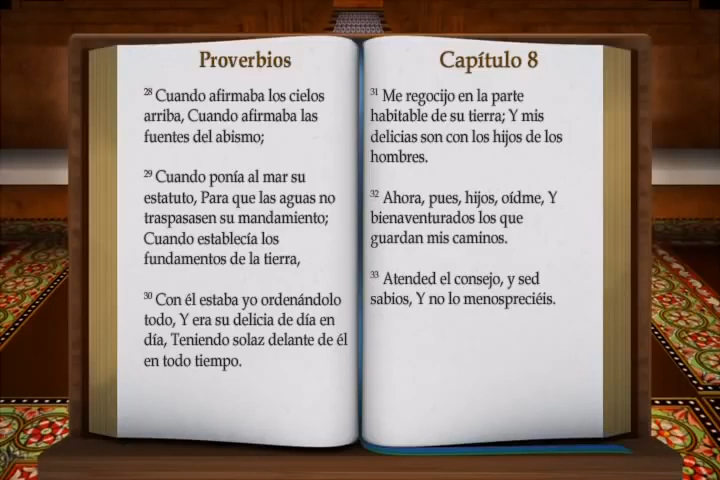 Proverbios
28 Cuando afirmaba los cielos
arriba, Cuando afirmaba las
fuentes del abismo;
29 Cuando ponía al mar su
estatuto, Para que las aguas no
traspasasen su mandamiento;
Cuando establecía los
fundamentos de la tierra,
30 Con él estaba yo ordenándolo
todo, Y era su delicia de día en
día, Teniendo solaz delante de él
en todo tiempo.
Capítulo 8
31 Me regocijo en la parte
habitable de su tierra; Y mis
delicias son con los hijos de los
hombres.
32 Ahora, pues, hijos, oídme, Y
bienaventurados los que
guardan mis caminos.
33 Atended el consejo, y sed
sabios, Y no lo menospreciéis.